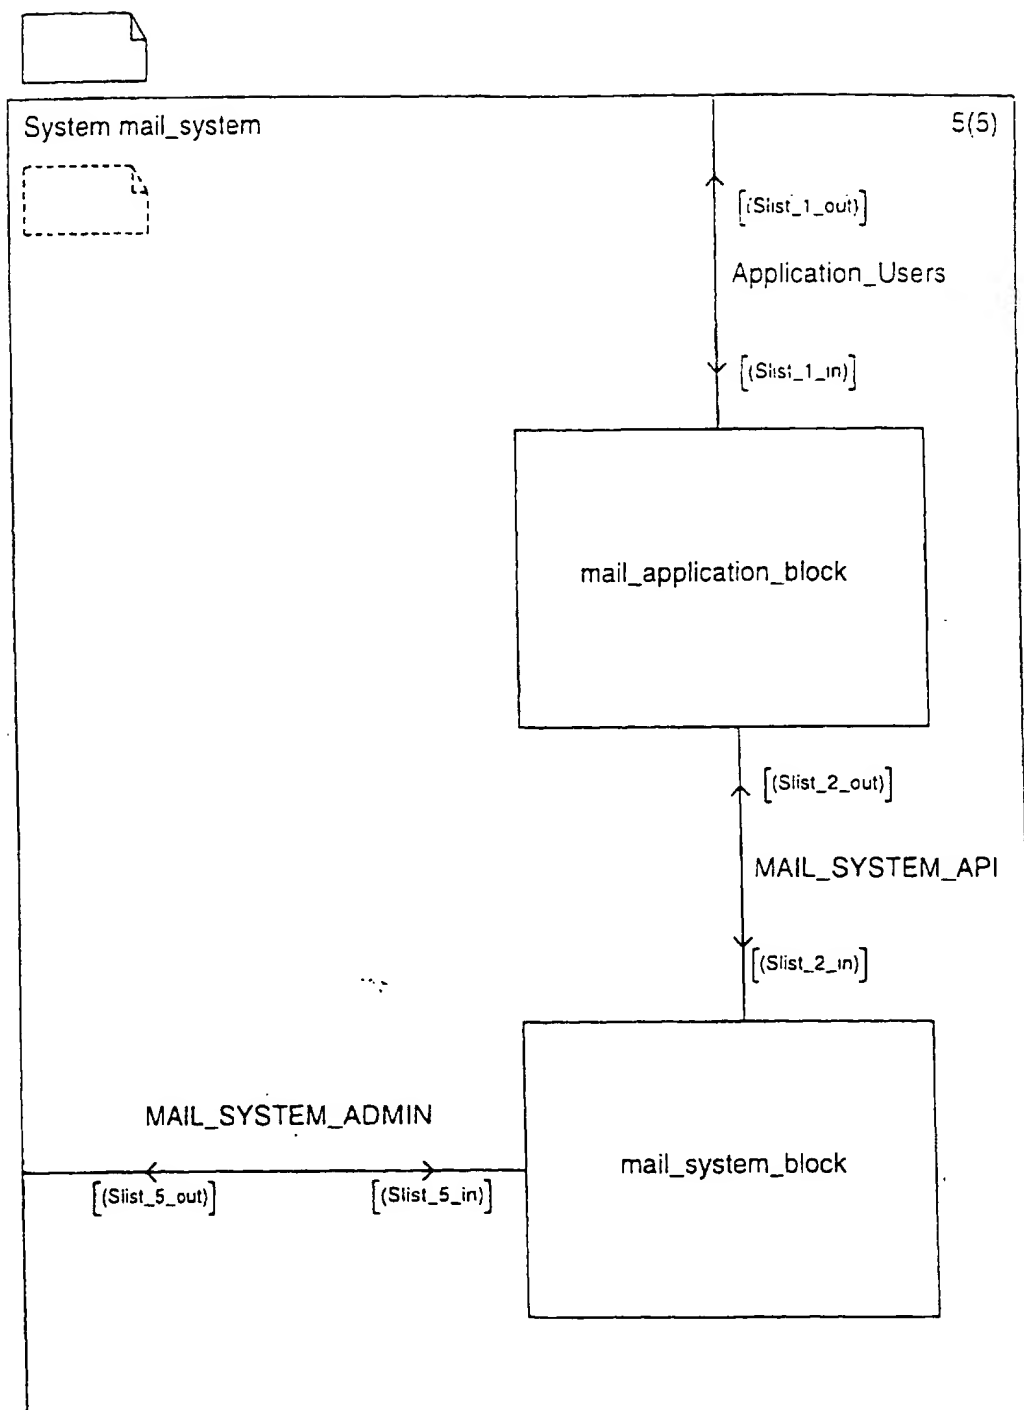 System mail_system
5(5)
[(Slist_1_out)]
Application_Users
[(Slist_1_in)]
mail_application_block
[(Slist_2_out)]
MAIL_SYSTEM_API
[(Slist_2_in)]
MAIL_SYSTEM_ADMIN
mail_system_block
[(Slist_5_out)]
[(Slist_5_in)]